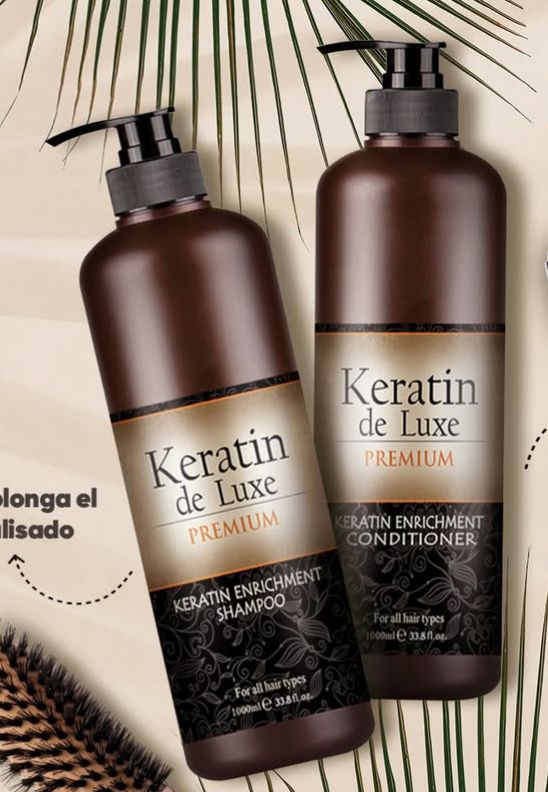 Keratin
de Luxe
PREMIUM
KERATIN ENRICHMENT
SHAMPOO
For all hair types
1000ml ℮ 33.8 fl.oz.
Keratin
de Luxe
PREMIUM
KERATIN ENRICHMENT
CONDITIONER
For all hair types
1000ml ℮ 33.8 fl.oz.
longa el
lisado